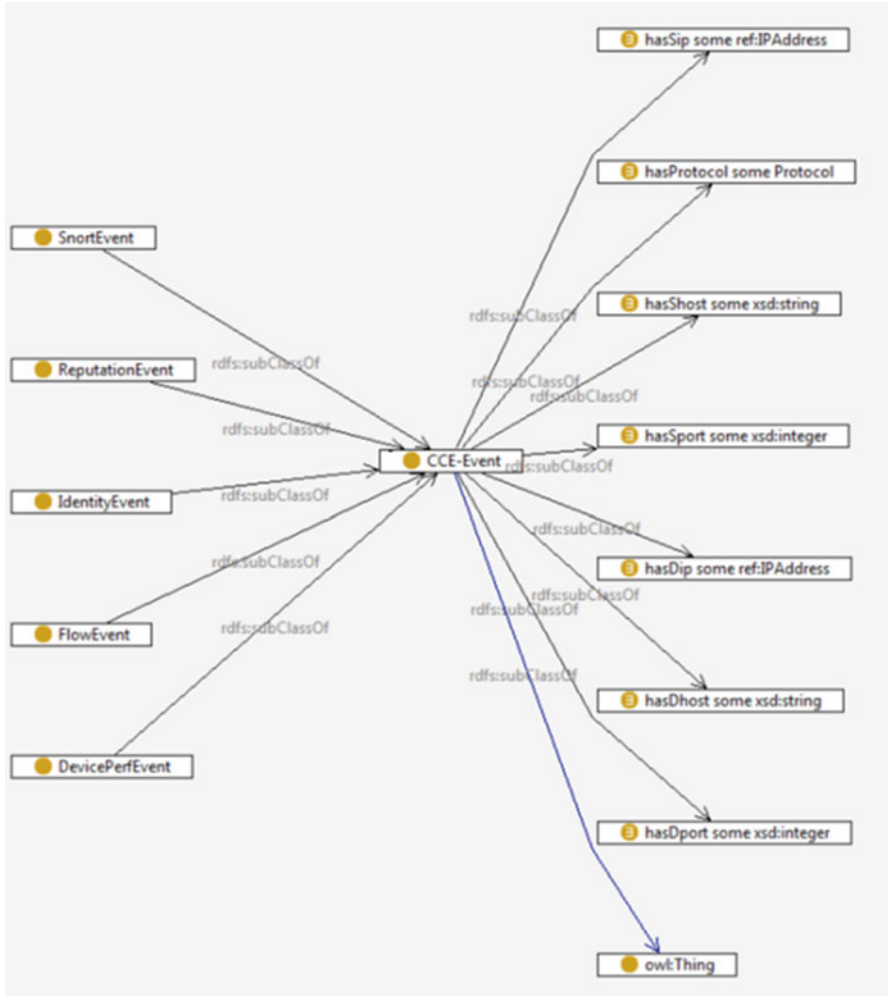 hasSip some ref:IPAddress
hasProtocol some Protocol
SnortEvent
hasShost some xsd:string
rdfs:subClassOf
rdfs:subClassOf
ReputationEvent
rdfs:subClassOf
rdfs:subClassOf
rdfs:subClassOf
hasSport some xsd:integer
CCE-Event
rdfs:subClassOf
rdfs:subClassOf
IdentityEvent
rdfs:subClassOf
rdfs:subClassOf
hasDip some ref:IPAddress
rdfs:subClassOf
rdfs:subClassOf
FlowEvent
rdfs:subClassOf
rdfs:subClassOf
hasDhost some xsd:string
DevicePerfEvent
hasDport some xsd:integer
owl:Thing